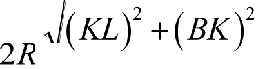 2R√(KL)² + (BK)²